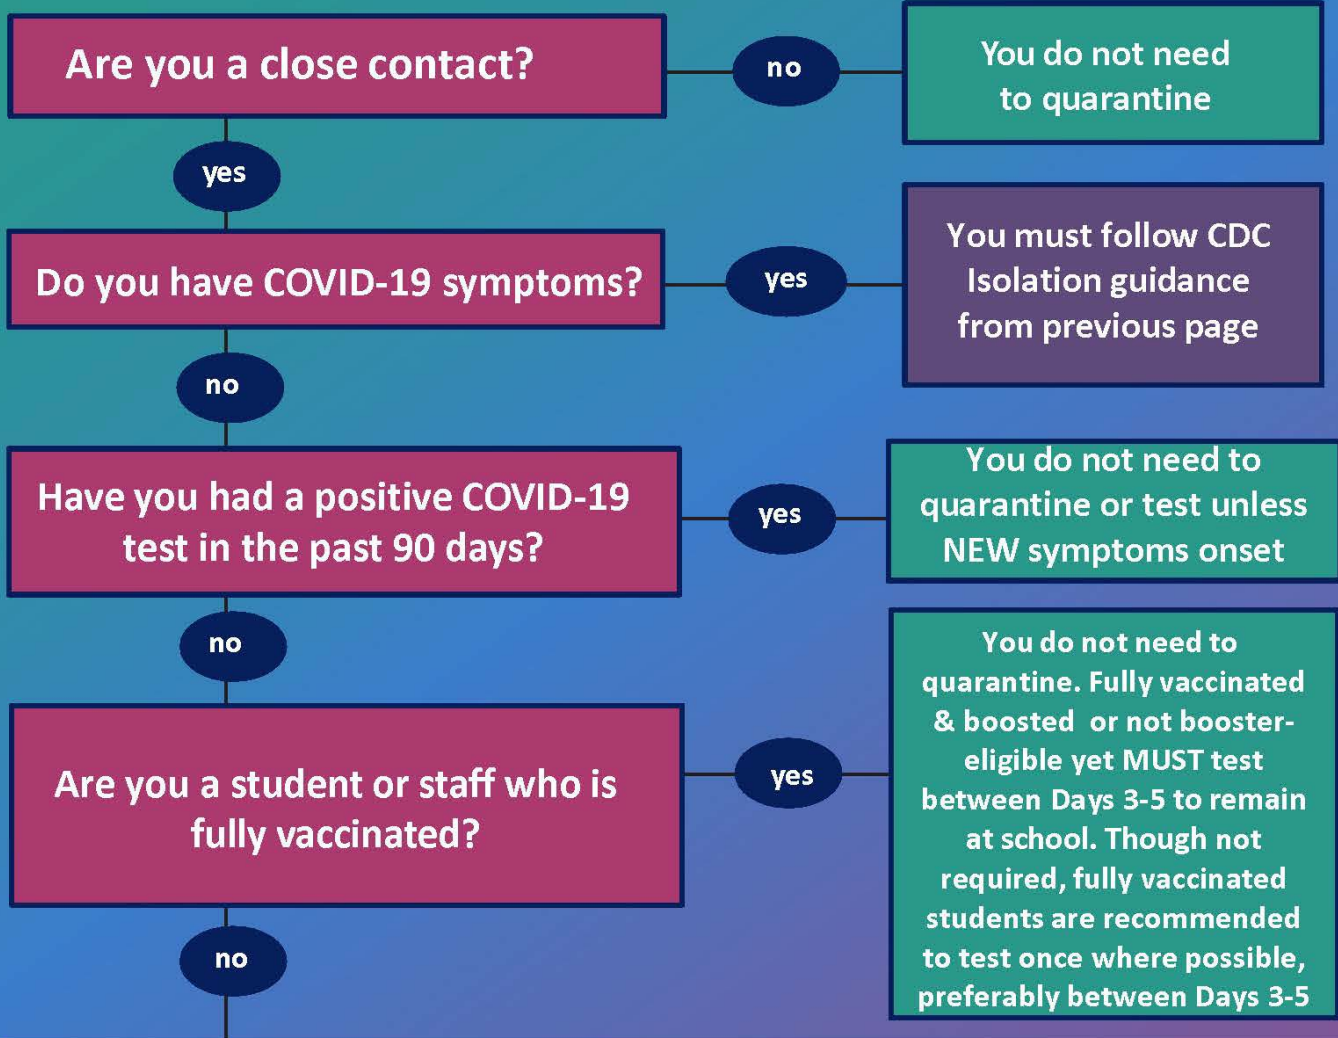 Are you a close contact?
no
You do not need
to quarantine
yes
Do you have COVID-19 symptoms?
yes
You must follow CDC
Isolation guidance
from previous page
no
Have you had a positive COVID-19
test in the past 90 days?
yes
You do not need to
quarantine or test unless
NEW symptoms onset
no
Are you a student or staff who is
fully vaccinated?
yes
You do not need to
quarantine. Fully vaccinated
& boosted or not booster-
eligible yet MUST test
between Days 3-5 to remain
at school. Though not
required, fully vaccinated
students are recommended
to test once where possible,
preferably between Days 3-5
no